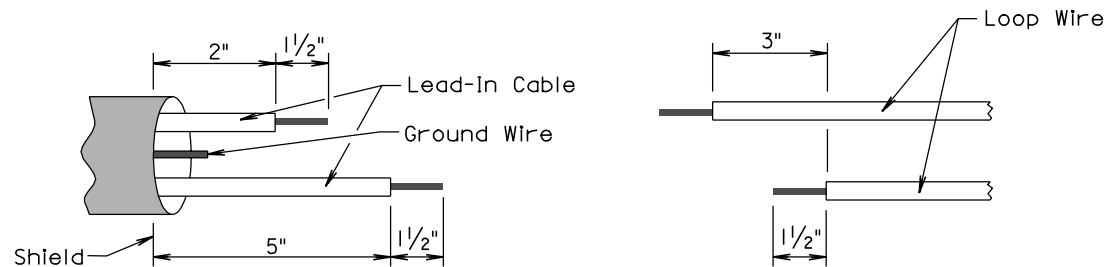 2"
1½"
Lead-In Cable
Ground Wire
Shield
5"
1½"
Loop Wire
3"
1½"